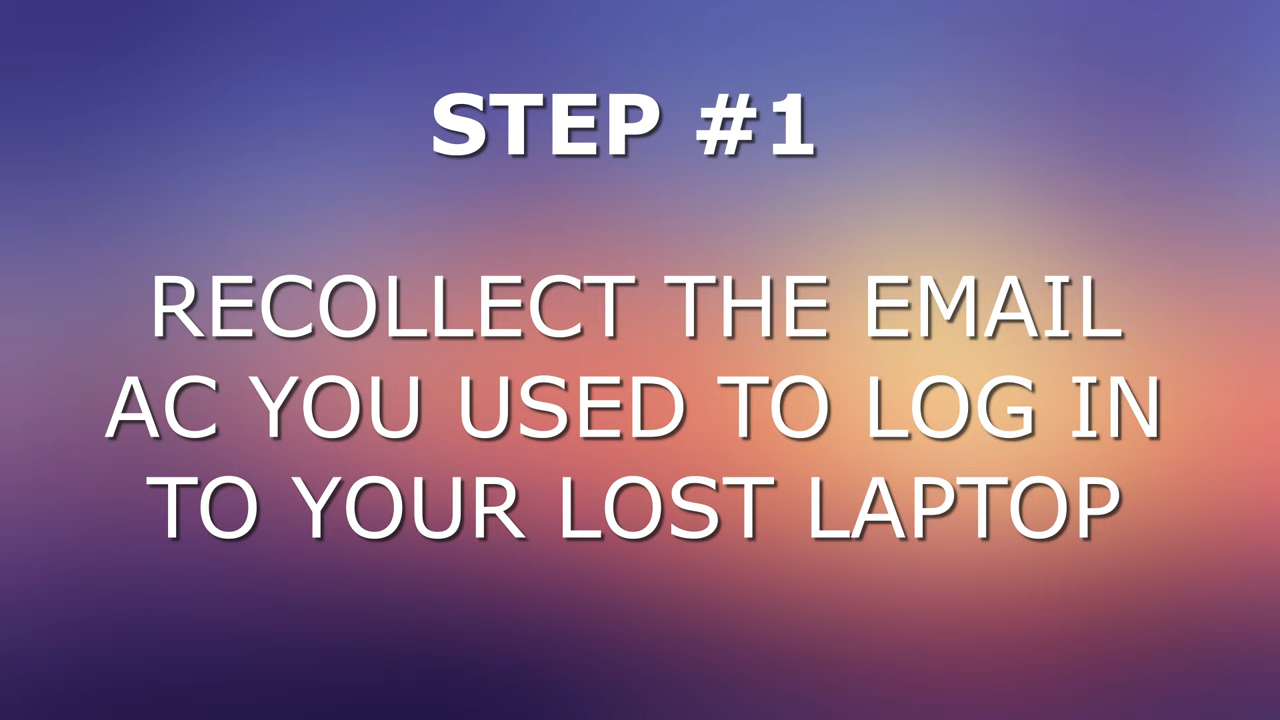 STEP #1
RECOLLECT THE EMAIL
AC YOU USED TO LOG IN
TO YOUR LOST LAPTOP